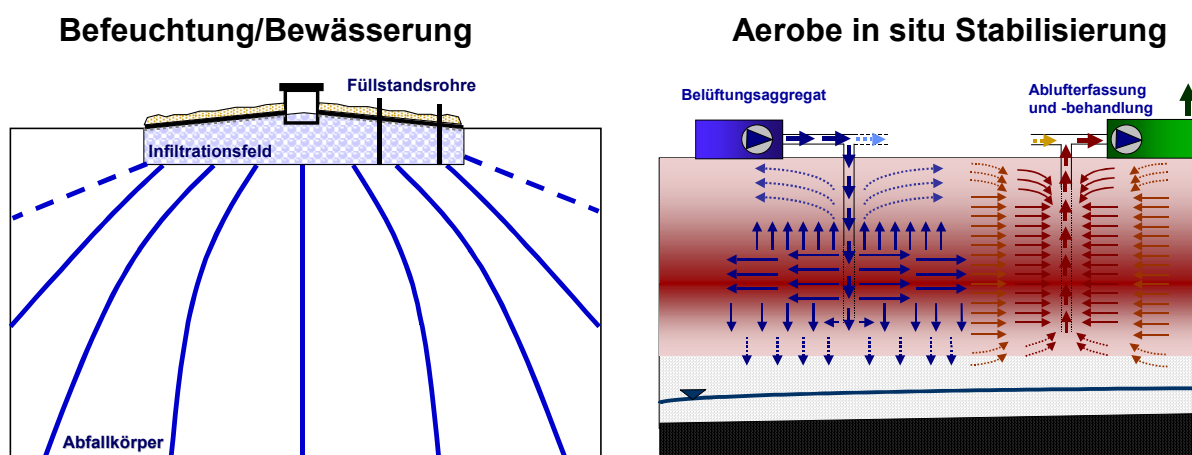 Befeuchtung/Bewässerung
Füllstandsrohre
Infiltrationsfeld
Abfallkörper
Aerobe in situ Stabilisierung
Belüftungsaggregat
Ablufterfassung
und -behandlung